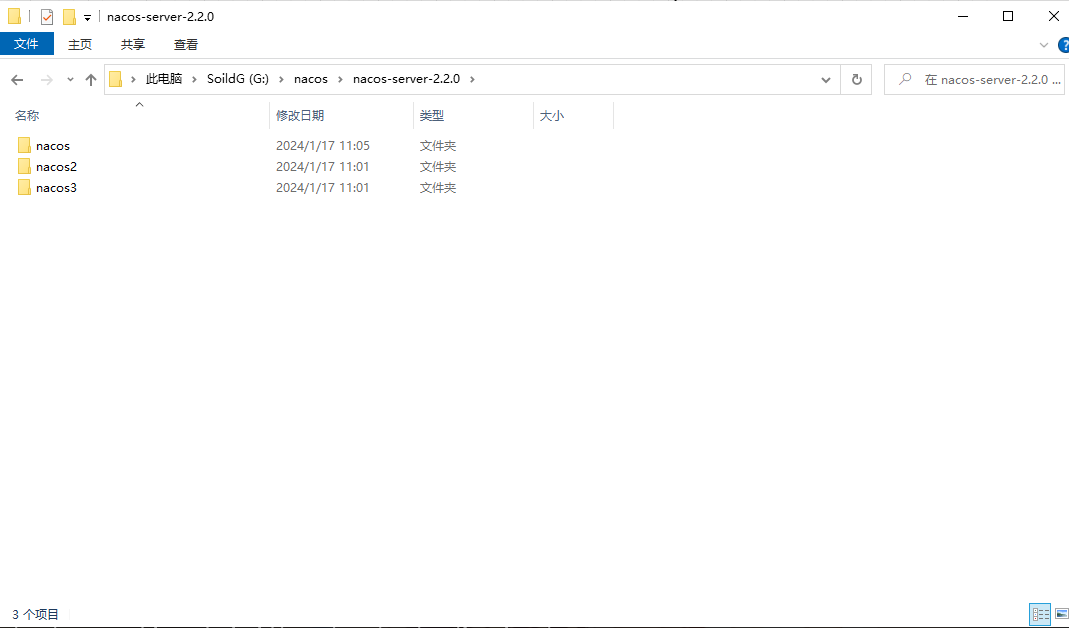 nacos-server-2.2.0
文件 主页 共享 查看
此电脑 SoildG (G:) nacos nacos-server-2.2.0 在 nacos-server-2.2.0 ...
名称 修改日期 类型 大小
nacos 2024/1/17 11:05 文件夹
nacos2 2024/1/17 11:01 文件夹
nacos3 2024/1/17 11:01 文件夹
3 个项目